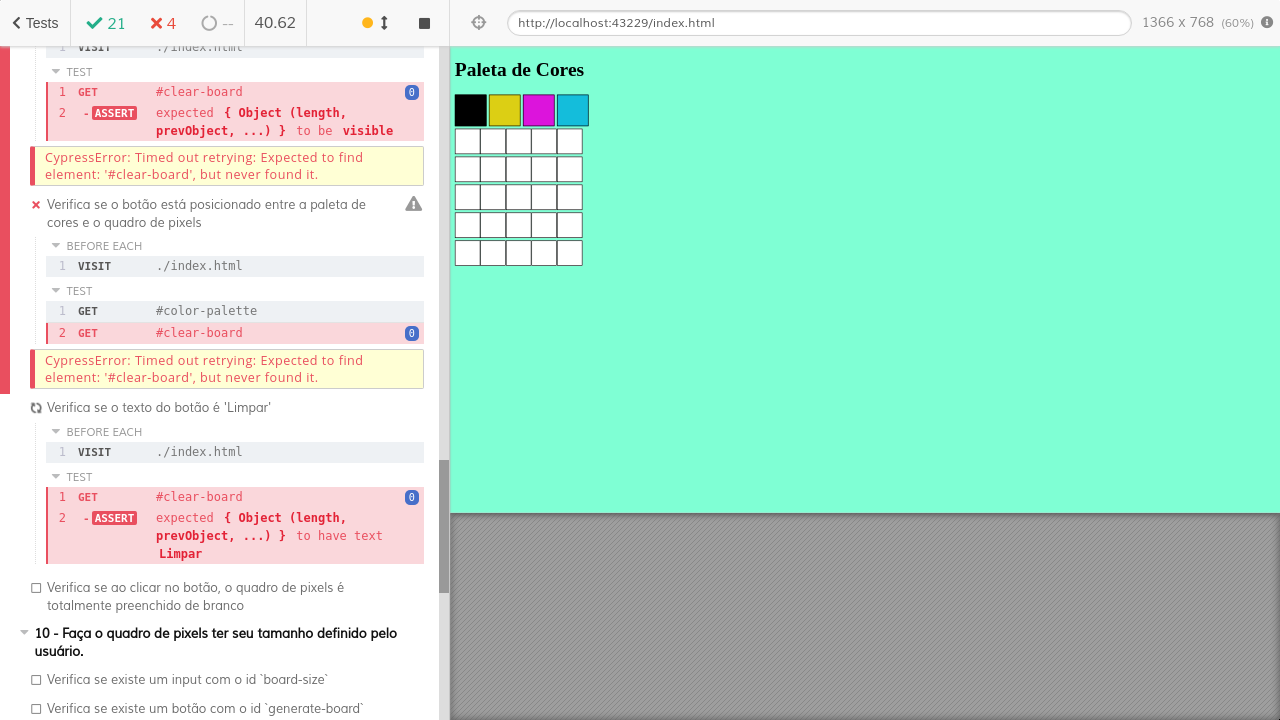 Tests
21
4
--
40.62
http://localhost:43229/index.html
1366 x 768 (60%)
1 VISIT ./index.html
TEST
1 GET #clear-board 0
2 -ASSERT expected { Object (length,
prevObject, ...) } to be visible
CypressError: Timed out retrying: Expected to find
element: '#clear-board', but never found it.
Verifica se o botão está posicionado entre a paleta de
cores e o quadro de pixels
BEFORE EACH
1 VISIT ./index.html
TEST
1 GET #color-palette
2 GET #clear-board 0
CypressError: Timed out retrying: Expected to find
element: '#clear-board', but never found it.
Verifica se o texto do botão é 'Limpar'
BEFORE EACH
1 VISIT ./index.html
TEST
1 GET #clear-board 0
2 -ASSERT expected { Object (length,
prevObject, ...) } to have text
Limpar
Verifica se ao clicar no botão, o quadro de pixels é
totalmente preenchido de branco
10 - Faça o quadro de pixels ter seu tamanho definido pelo
usuário.
Verifica se existe um input com o id `board-size`
Verifica se existe um botão com o id `generate-board`
Paleta de Cores